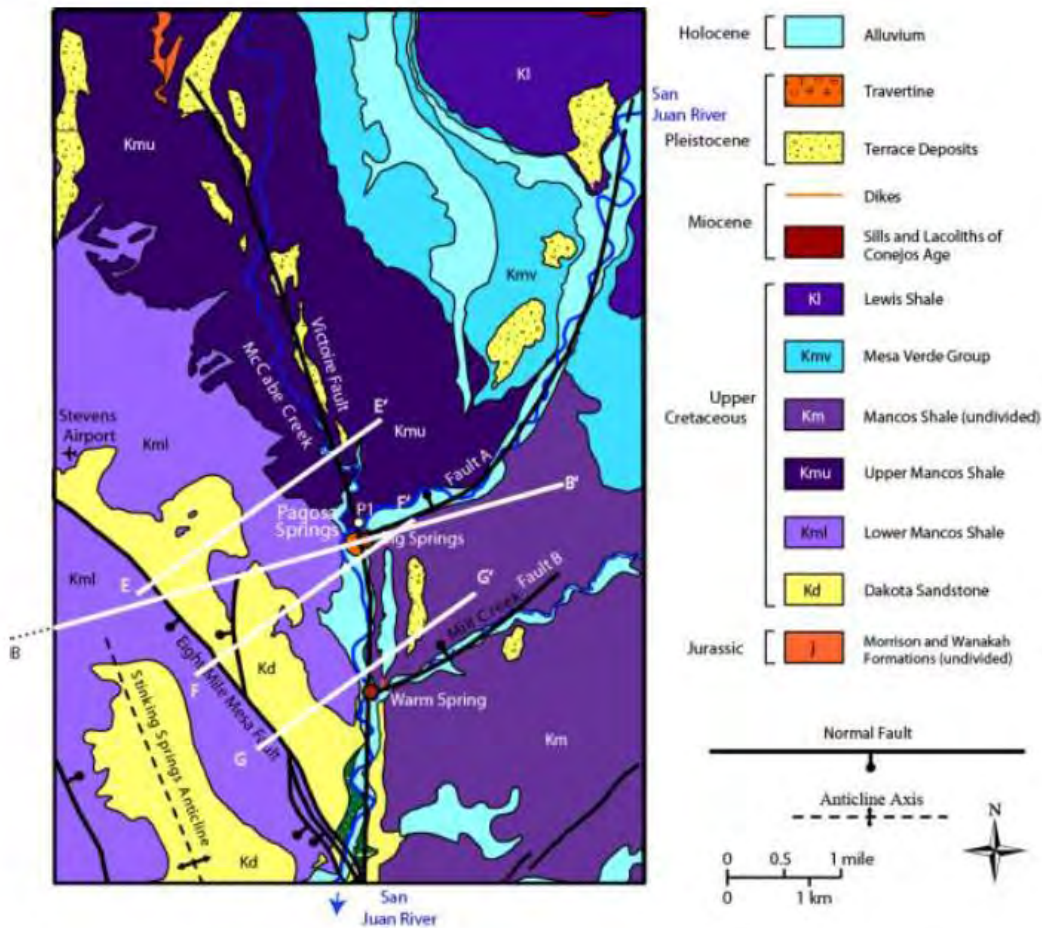 Kl
San
Juan River
Kmu
Kmv
Victoire Fault
McCabe Creek
Stevens
Airport
Kml
E'
Kmu
Fault A
F'
B'
P1
Pagosa
Springs
ng Springs
Kml
E
G'
Fault B
Mill Creek
B
F
Eight Mile Mesa Fault
Kd
Warm Spring
G
Km
Stinking Springs Anticline
Kd
San
Juan River
Holocene
Alluvium
Pleistocene
Travertine
Terrace Deposits
Miocene
Dikes
Sills and Lacoliths of
Conejos Age
Upper
Cretaceous
Kl
Lewis Shale
Kmv
Mesa Verde Group
Km
Mancos Shale (undivided)
Kmu
Upper Mancos Shale
Kml
Lower Mancos Shale
Kd
Dakota Sandstone
Jurassic
J
Morrison and Wanakah
Formations (undivided)
Normal Fault
Anticline Axis
N
0 0.5 1 mile
0 1 km